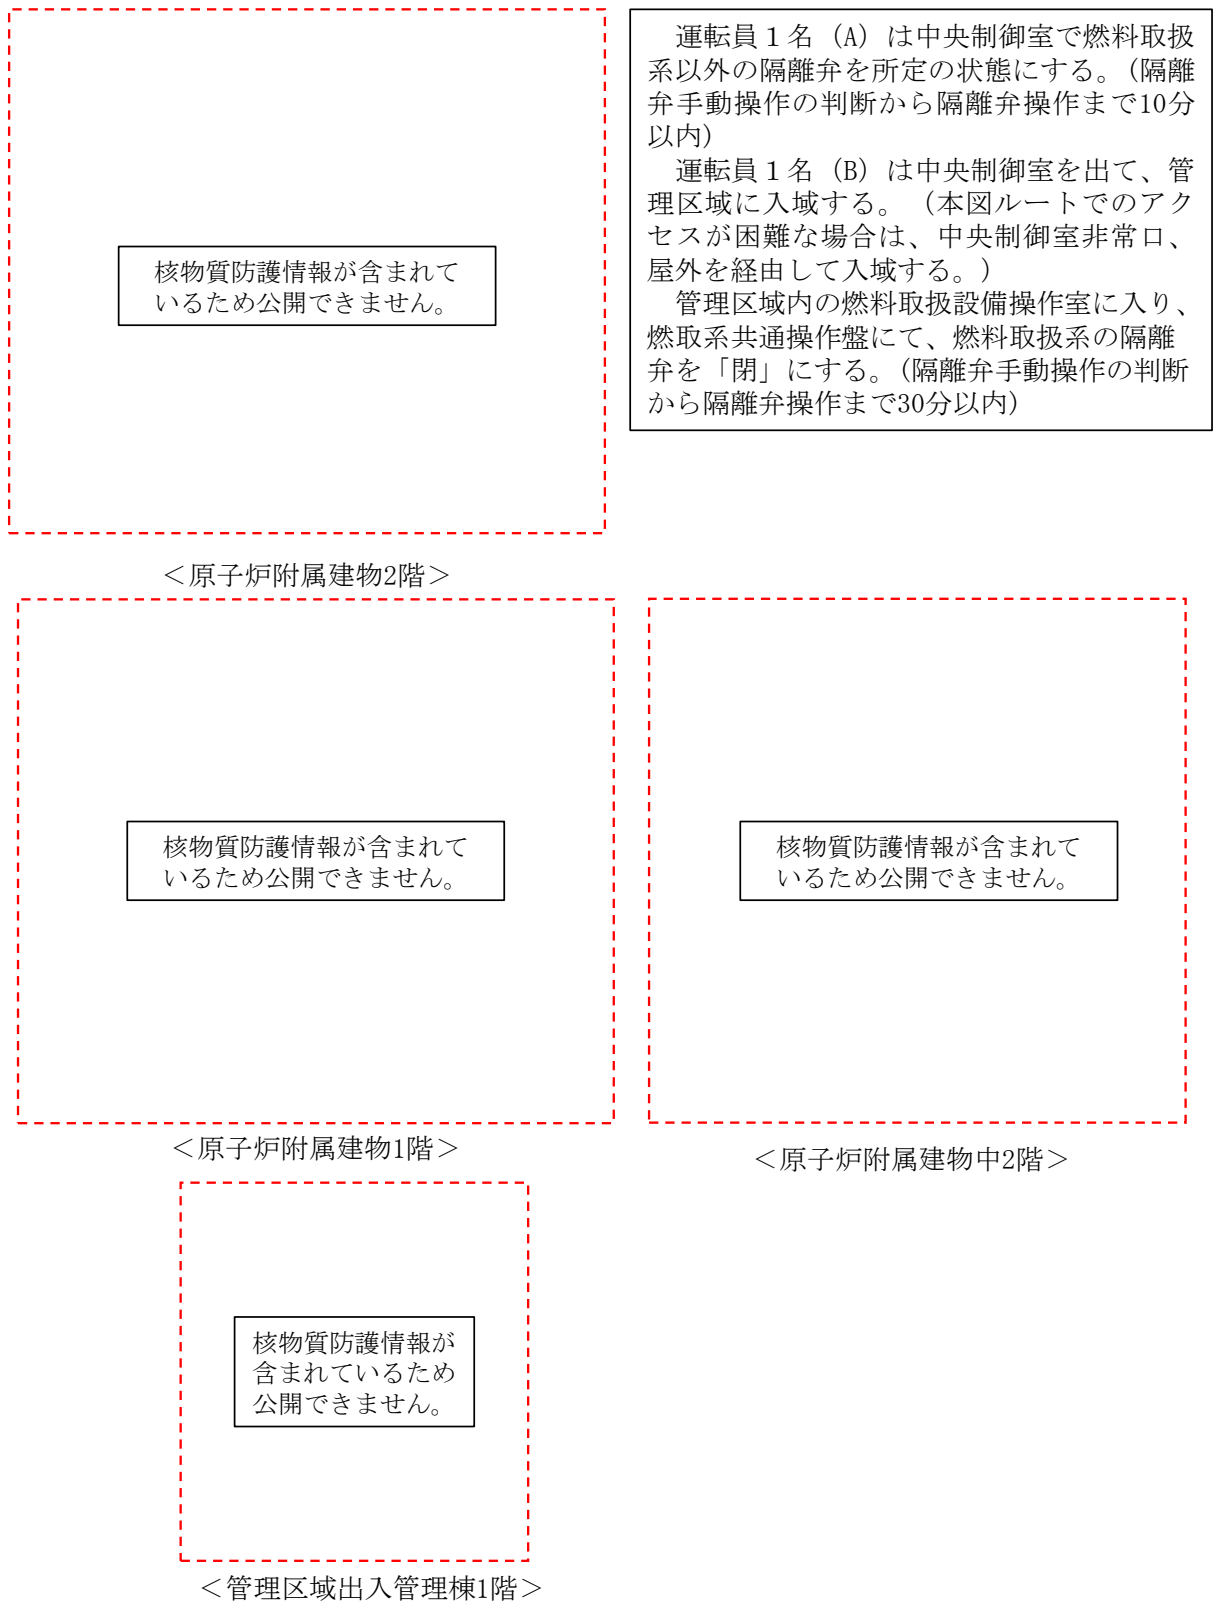 核物質防護情報が含まれて
いるため公開できません。
<原子炉附属建物2階>
運転員１名（A）は中央制御室で燃料取扱
系以外の隔離弁を所定の状態にする。（隔離
弁手動操作の判断から隔離弁操作まで10分
以内）
運転員１名（B）は中央制御室を出て、管
理区域に入域する。（本図ルートでのアク
セスが困難な場合は、中央制御室非常口、
屋外を経由して入域する。）
管理区域内の燃料取扱設備操作室に入り、
燃取系共通操作盤にて、燃料取扱系の隔離
弁を「閉」にする。（隔離弁手動操作の判断
から隔離弁操作まで30分以内）
核物質防護情報が含まれて
いるため公開できません。
<原子炉附属建物1階>
核物質防護情報が含まれて
いるため公開できません。
<原子炉附属建物中2階>
核物質防護情報が
含まれているため
公開できません。
<管理区域出入管理棟1階>